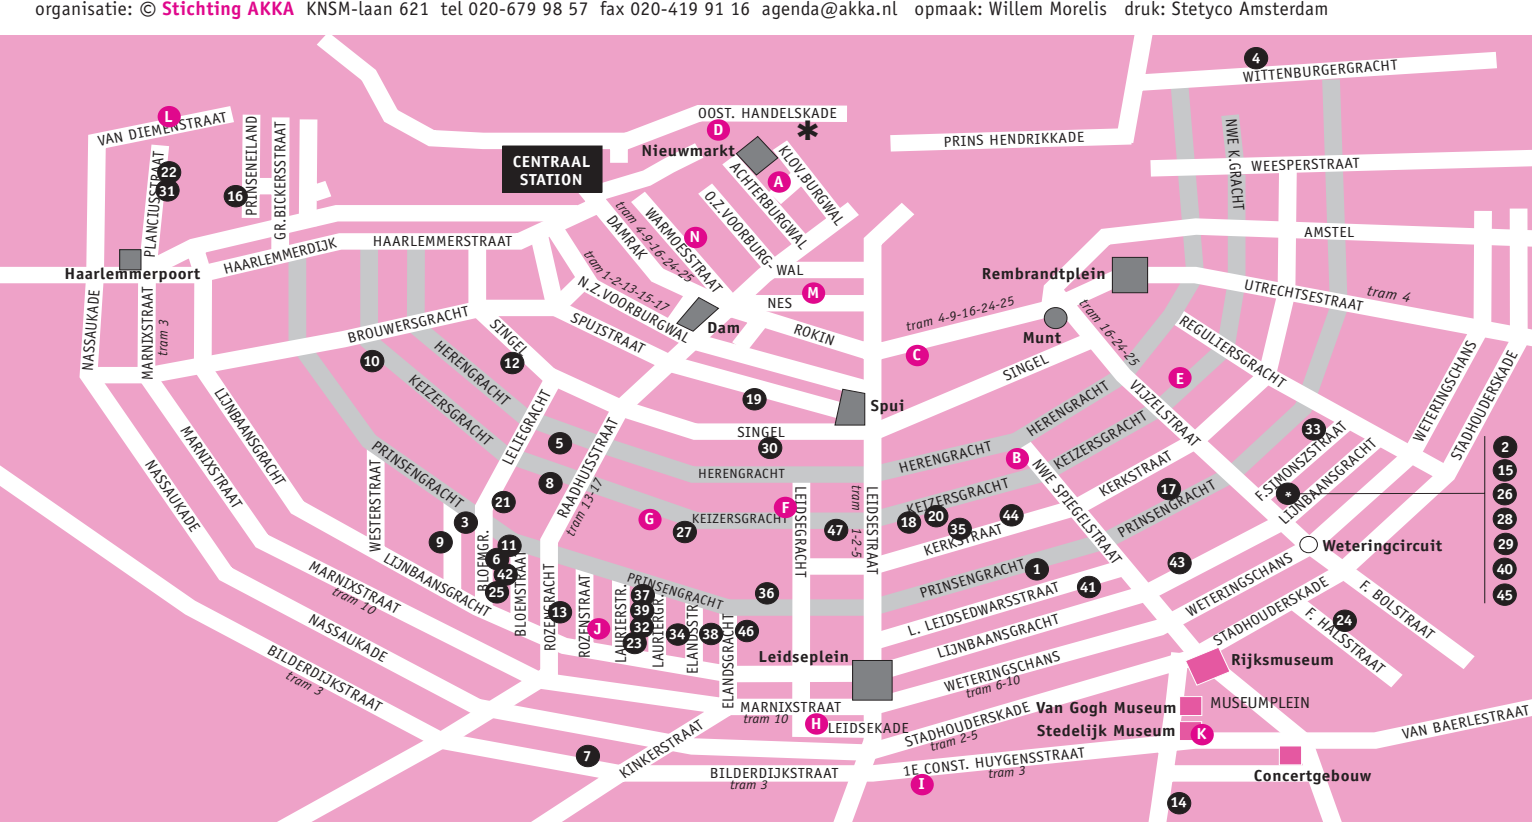 organisatie: © Stichting AKKA KNSM-laan 621 tel 020-679 98 57 fax 020-419 91 16 agenda@akka.nl opmaak: Willem Morelis druk: Stetyco Amsterdam
4
WITTENBURGERGRACHT
OOST. HANDELSKADE
L
VAN DIEMENSTRAAT
D
*
PRINS HENDRIKKADE
NWE K.GRACHT
WEESPERSTRAAT
Nieuwmarkt
CENTRAAL
STATION
KLOV.BURGWAL
A
ACHTERBURGWAL
O.Z.VOORBURG-
WAL
PLANCIUSSTRAAT
22
31
16
PRINSENEILAND
GR.BICKERSSTRAAT
WARMOESSTRAAT
N
tram 4-9-16-24-25
DAMRAK
AMSTEL
HAARLEMMERSTRAAT
HAARLEMMERDIJK
Haarlemmerpoort
tram 1-2-13-15-17
N.Z.VOORBURGWAL
SPUISTRAAT
M
NES
ROKIN
Dam
Rembrandtplein
UTRECHTSESTRAAT
tram 4
tram 4-9-16-24-25
Munt
C
tram 16-24-25
NASSAUKADE
MARNIXSTRAAT
tram 3
BROUWERSGRACHT
SINGEL
12
10
HERENGRACHT
KEIZERSGRACHT
SINGEL
REGULIERSGRACHT
E
WETERINGSCHANS
STADHOUDERSKADE
VIJZELSTRAAT
19
Spui
SINGEL
30
LIJNBAANSGRACHT
MARNIXSTRAAT
NASSAUKADE
PRINSENGRACHT
LELIEGRACHT
RAADHUISSTRAAT
tram 13-17
5
8
21
HERENGRACHT
HERENGRACHT
HERENGRACHT
KEIZERSGRACHT
B
33
F.SIMONSZSTRAAT
LIJNBAANSGRACHT
*
2
15
26
28
29
40
45
WESTERSTRAAT
3
9
11
6
42
25
BLOEMGR.
BLOEMSTRAAT
G
KEIZERSGRACHT
27
F
LEIDSEGRACHT
47
tram 1-2-5
LEIDSESTRAAT
KEIZERSGRACHT
18
20
35
44
KERKSTRAAT
KERKSTRAAT
17
NWE SPIEGELSTRAAT
PRINSENGRACHT
Weteringcircuit
LIJNBAANSGRACHT
MARNIXSTRAAT
tram 10
NASSAUKADE
BILDERDIJKSTRAAT
tram 3
ROZENGRACHT
13
ROZENSTRAAT
J
LAURIERSTR.
37
39
32
23
LAURIERGR.
34
ELANDSSTR.
38
ELANDSGRACHT
46
PRINSENGRACHT
36
PRINSENGRACHT
1
41
43
L. LEIDSEDWARSSTRAAT
LIJNBAANSGRACHT
WETERINGSCHANS
tram 6-10
WETERINGSCHANS
STADHOUDERSKADE
F. BOLSTRAAT
24
F. HALSSTRAAT
Leidseplein
Rijksmuseum
MUSEUMPLEIN
Van Gogh Museum
Stedelijk Museum
K
VAN BAERLESTRAAT
Concertgebouw
MARNIXSTRAAT
tram 10
H
LEIDSEKADE
STADHOUDERSKADE
tram 2-5
7
KINKERSTRAAT
BILDERDIJKSTRAAT
tram 3
1E CONST. HUYGENSSTRAAT
tram 3
I
14